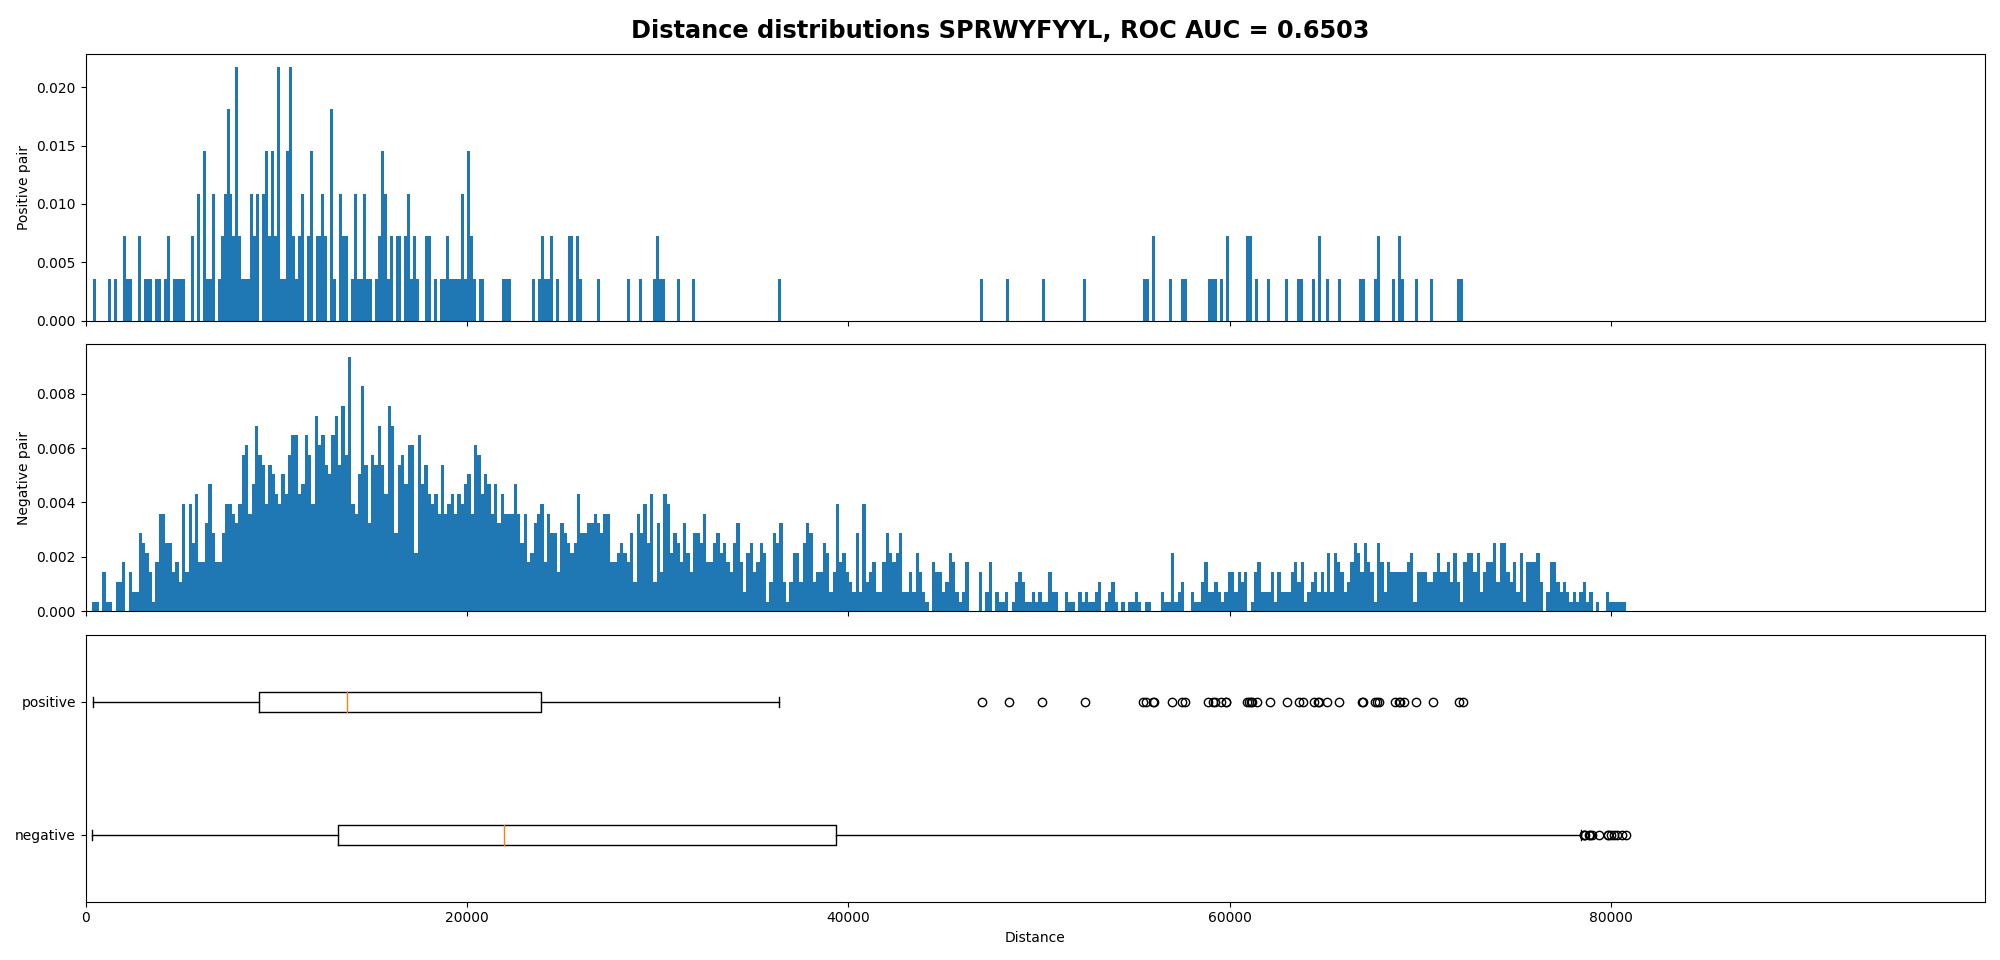 Distance distributions SPRWYFYYL, ROC AUC = 0.6503
0.020
0.015
0.010
0.005
0.000
Positive pair
0.008
0.006
0.004
0.002
0.000
Negative pair
positive
negative
0 20000 40000 60000 80000
Distance